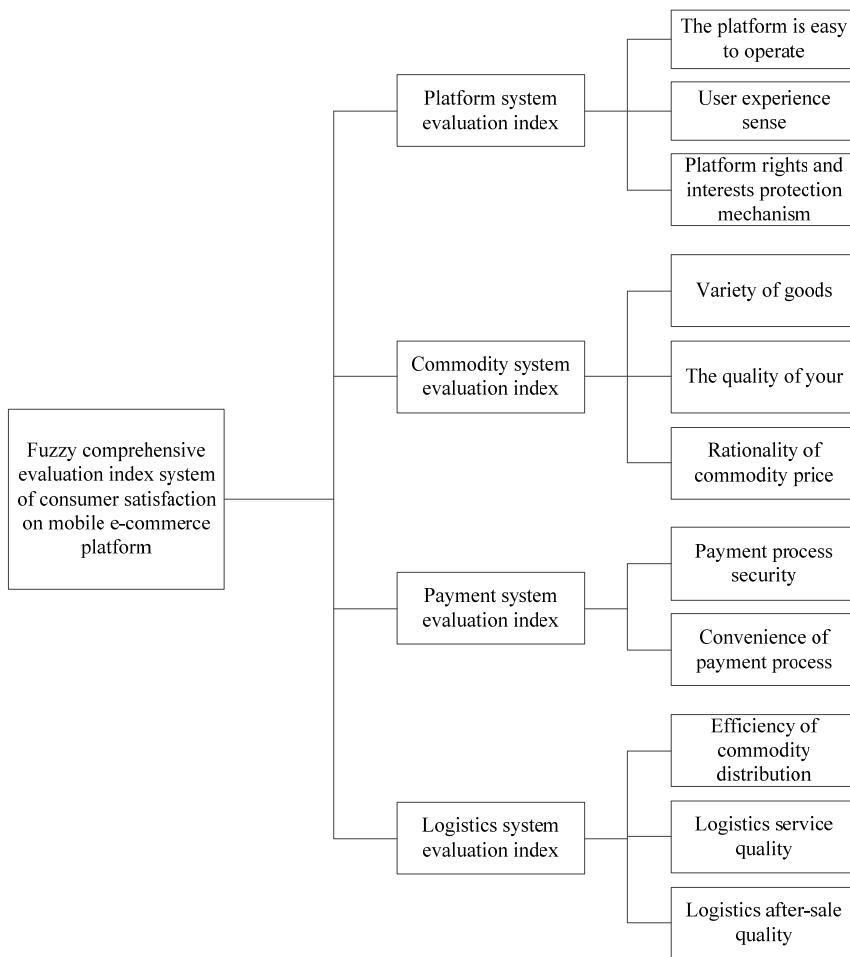 Fuzzy comprehensive
evaluation index system
of consumer satisfaction
on mobile e-commerce
platform
Platform system
evaluation index
The platform is easy
to operate
User experience
sense
Platform rights and
interests protection
mechanism
Commodity system
evaluation index
Variety of goods
The quality of your
Rationality of
commodity price
Payment system
evaluation index
Payment process
security
Convenience of
payment process
Logistics system
evaluation index
Efficiency of
commodity
distribution
Logistics service
quality
Logistics after-sale
quality